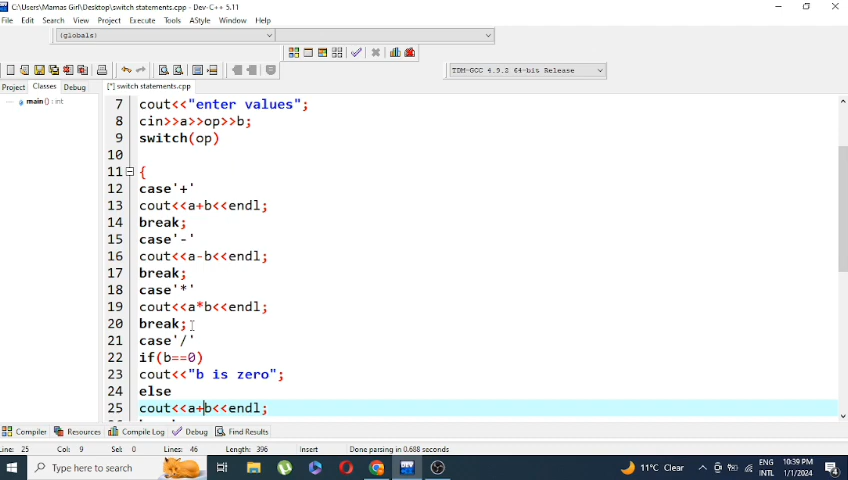 C:\Users\Mamas Girl\Desktop\switch statements.cpp - Dev-C++ 5.11
File Edit Search View Project Execute Tools AStyle Window Help
(globals)
TDM-GCC 4.9.2 64-bit Release
Project Classes Debug [*] switch statements.cpp
main() : int
7 cout<<"enter values";
8 cin>>a>>op>>b;
9 switch(op)
10
11 {
12 case'+'
13 cout<<a+b<<endl;
14 break;
15 case'-'
16 cout<<a-b<<endl;
17 break;
18 case'*'
19 cout<<a*b<<endl;
20 break;
21 case'/'
22 if(b==0)
23 cout<<"b is zero";
24 else
25 cout<<a+b<<endl;
Compiler Resources Compile Log Debug Find Results
Line: 25 Col: 9 Sel: 0 Lines: 46 Length: 396 Insert Done parsing in 0.688 seconds
Type here to search
11°C Clear
ENG
INTL
10:39 PM
1/1/2024
4